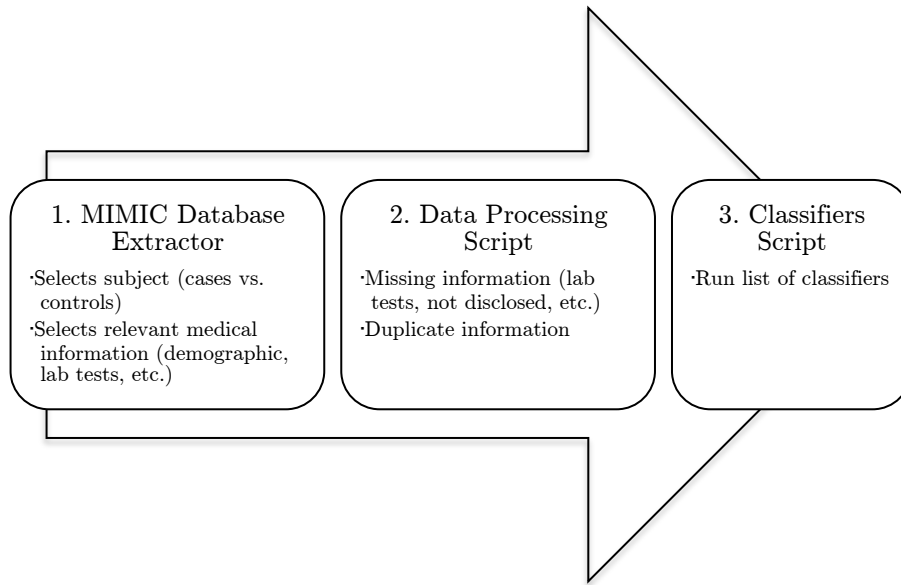 1. MIMIC Database
Extractor
·Selects subject (cases vs.
controls)
·Selects relevant medical
information (demographic,
lab tests, etc.)
2. Data Processing
Script
·Missing information (lab
tests, not disclosed, etc.)
·Duplicate information
3. Classifiers
Script
·Run list of classifiers